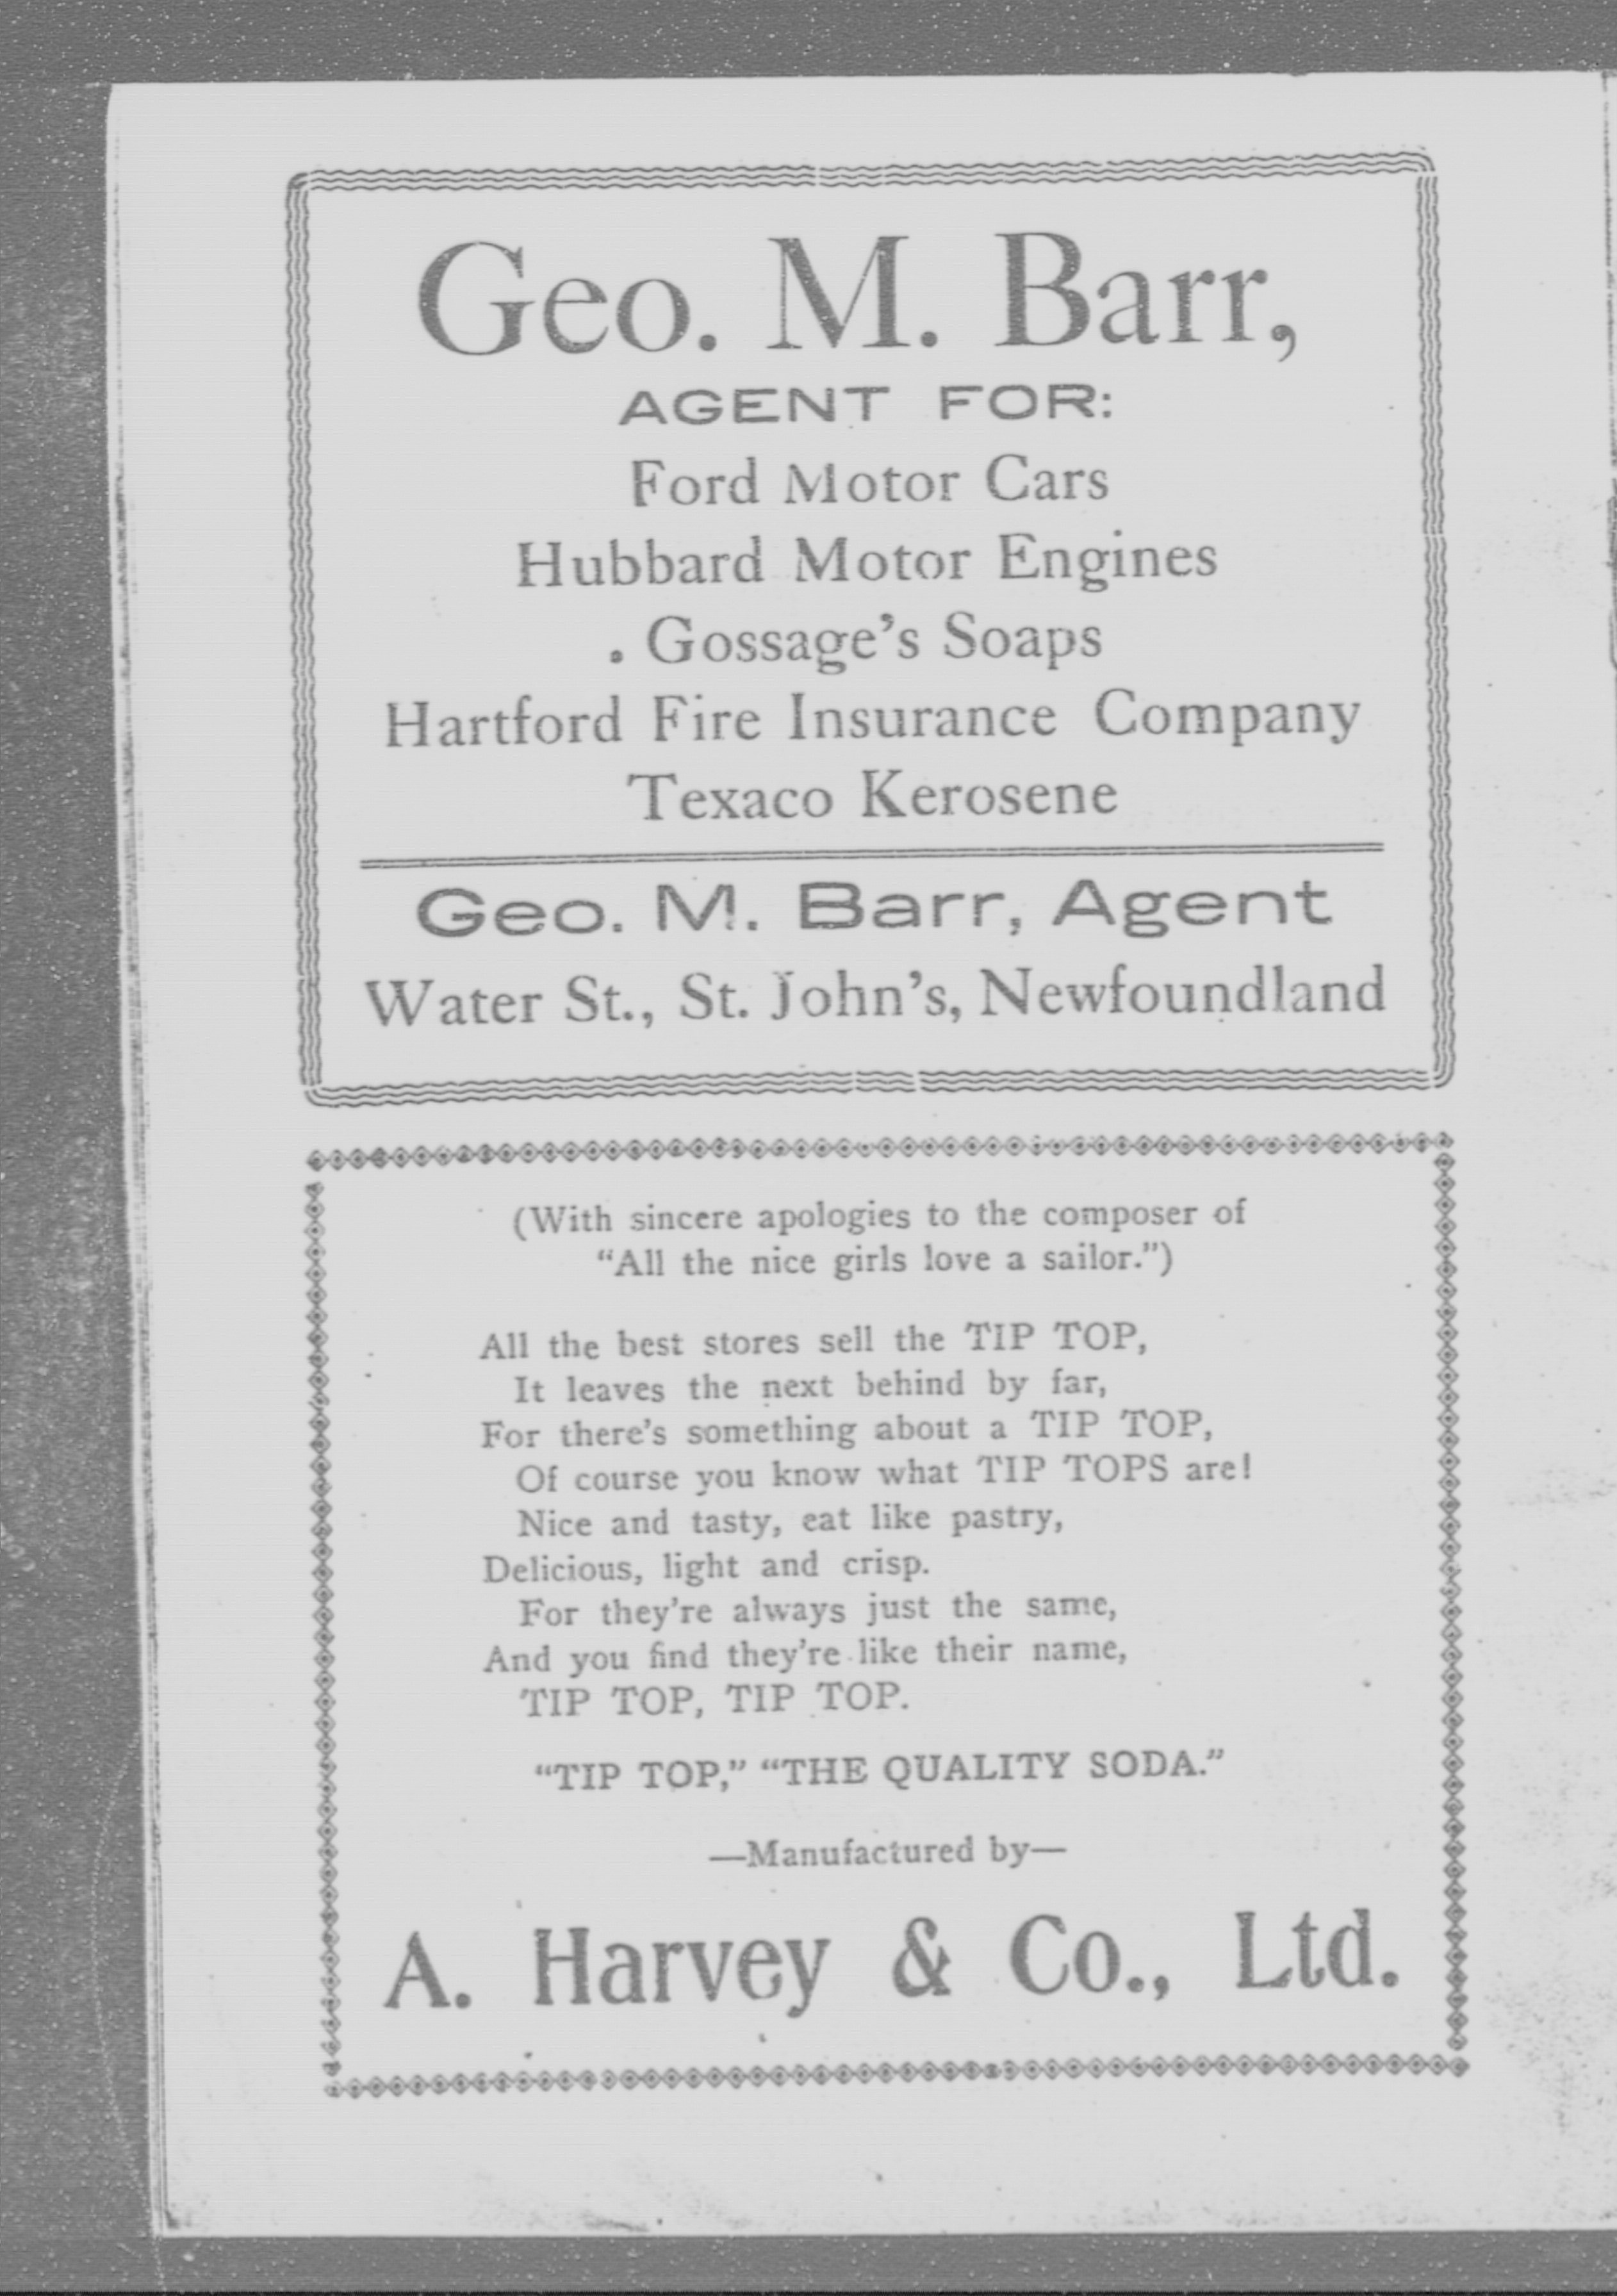 Geo. M. Barr,
AGENT FOR:
Ford Motor Cars
Hubbard Motor Engines
. Gossage's Soaps
Hartford Fire Insurance Company
Texaco Kerosene
Geo. M. Barr, Agent
Water St., St. John's, Newfoundland
(With sincere apologies to the composer of
"All the nice girls love a sailor.")
All the best stores sell the TIP TOP,
It leaves the next behind by far,
For there's something about a TIP TOP,
Of course you know what TIP TOPS are!
Nice and tasty, eat like pastry,
Delicious, light and crisp.
For they're always just the same,
And you find they're like their name,
TIP TOP, TIP TOP.
"TIP TOP," "THE QUALITY SODA."
—Manufactured by—
A. Harvey & Co., Ltd.